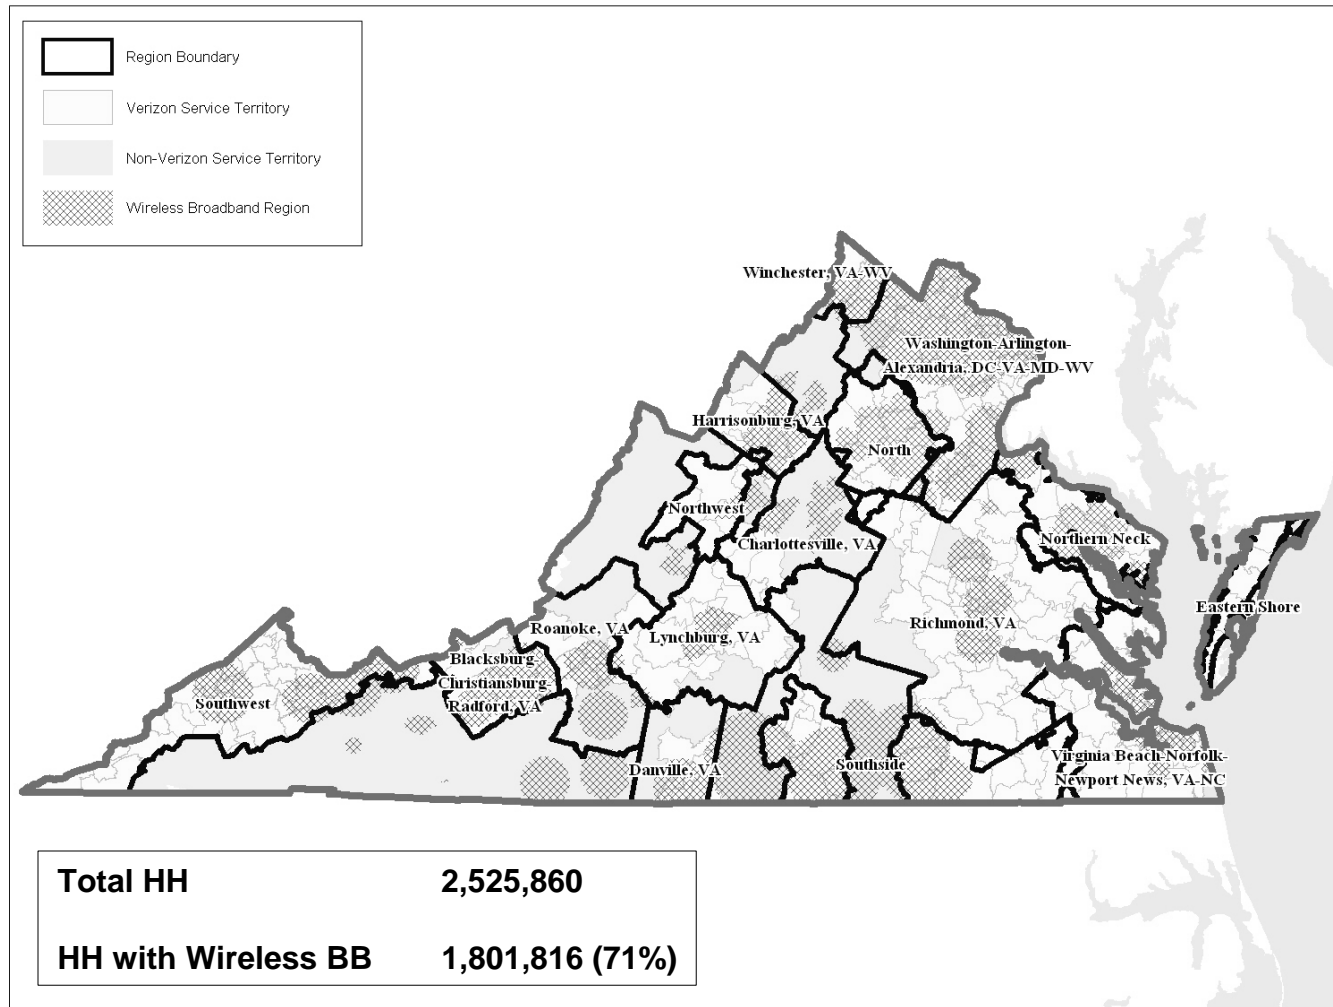 Region Boundary
Verizon Service Territory
Non-Verizon Service Territory
Wireless Broadband Region
Winchester, VA-WV
Washington-Arlington-
Alexandria, DC-VA-MD-WV
Harrisonburg, VA
North
Northwest
Charlottesville, VA
Northern Neck
Eastern Shore
Roanoke, VA
Lynchburg, VA
Richmond, VA
Blacksburg-
Christiansburg-
Radford, VA
Southwest
Danville, VA
Southside
Virginia Beach-Norfolk-
Newport News, VA-NC
Total HH 2,525,860
HH with Wireless BB 1,801,816 (71%)